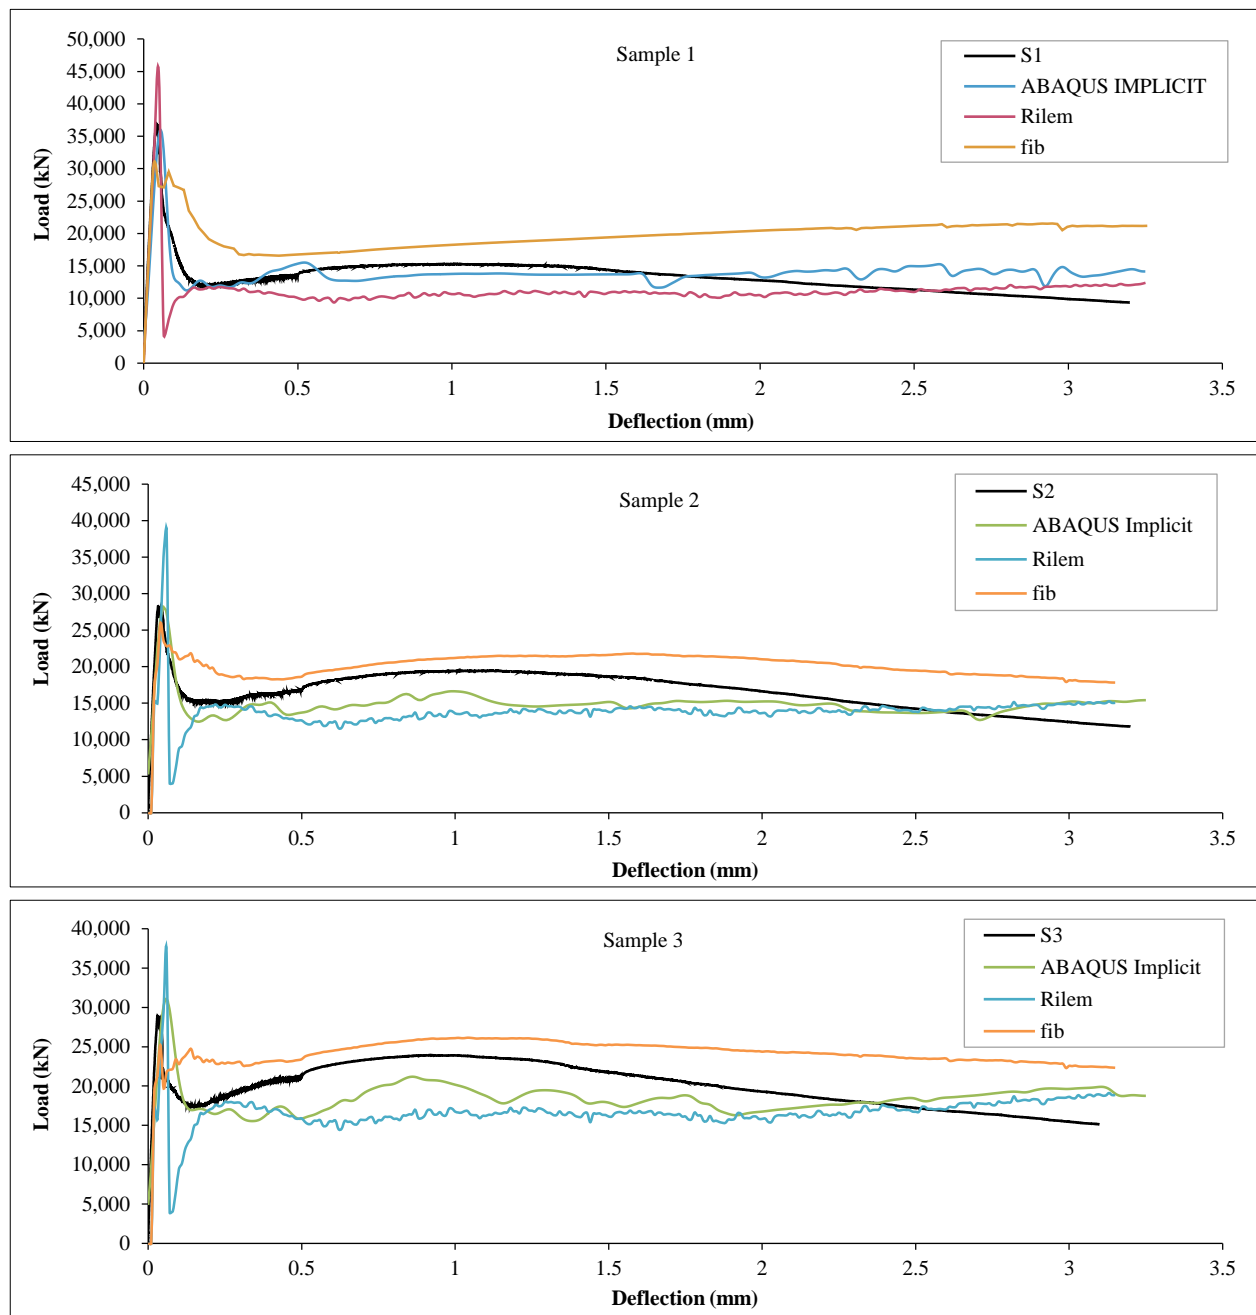 Sample 1
S1
ABAQUS IMPLICIT
Rilem
fib
Load (kN)
50,000
45,000
40,000
35,000
30,000
25,000
20,000
15,000
10,000
5,000
0
0 0.5 1 1.5 2 2.5 3 3.5
Deflection (mm)
Sample 2
S2
ABAQUS Implicit
Rilem
fib
Load (kN)
45,000
40,000
35,000
30,000
25,000
20,000
15,000
10,000
5,000
0
0 0.5 1 1.5 2 2.5 3 3.5
Deflection (mm)
Sample 3
S3
ABAQUS Implicit
Rilem
fib
Load (kN)
40,000
35,000
30,000
25,000
20,000
15,000
10,000
5,000
0
0 0.5 1 1.5 2 2.5 3 3.5
Deflection (mm)